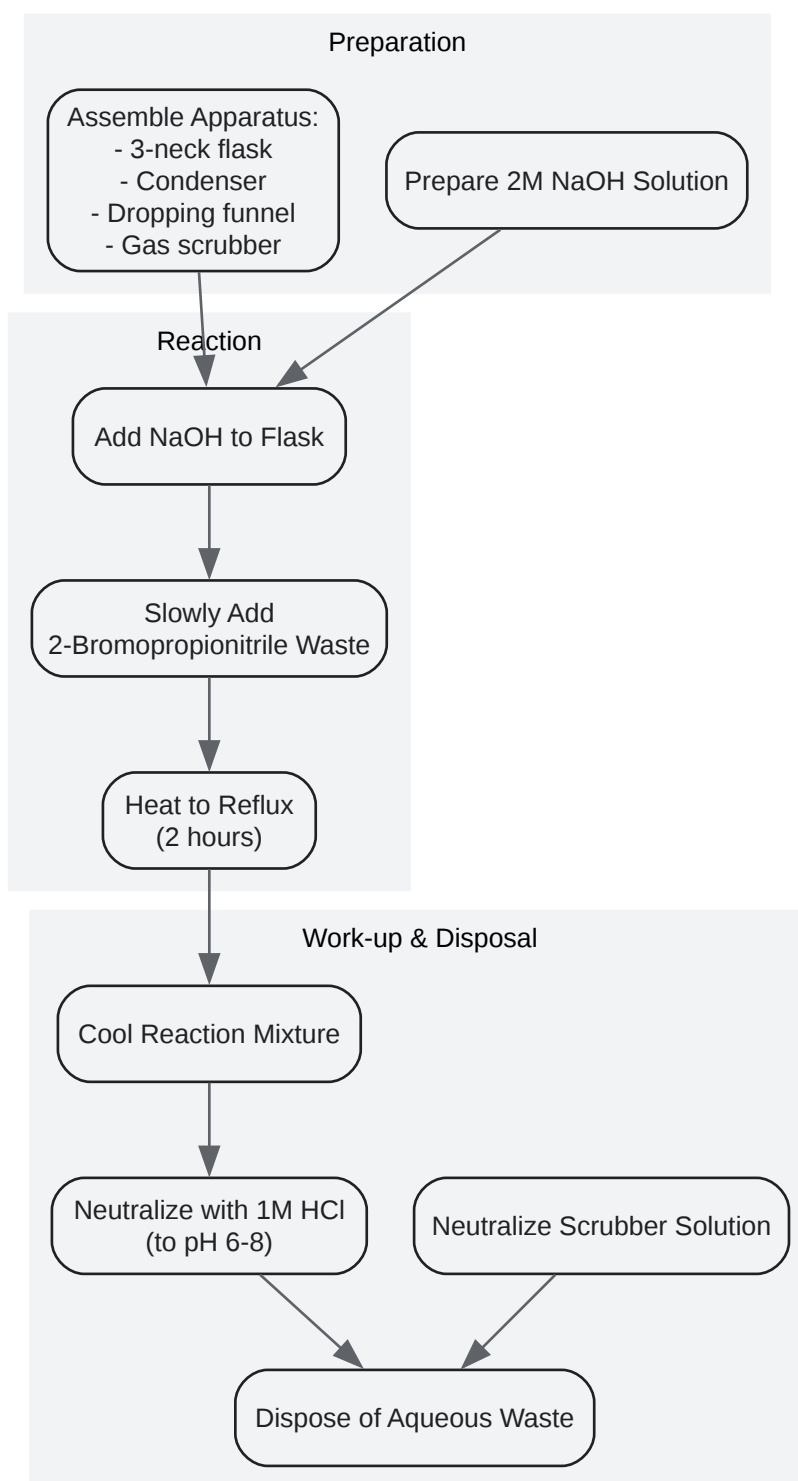 Preparation
Assemble Apparatus:
- 3-neck flask
- Condenser
- Dropping funnel
- Gas scrubber
Prepare 2M NaOH Solution
Reaction
Add NaOH to Flask
Slowly Add
2-Bromopropionitrile Waste
Heat to Reflux
(2 hours)
Work-up & Disposal
Cool Reaction Mixture
Neutralize with 1M HCl
(to pH 6-8)
Neutralize Scrubber Solution
Dispose of Aqueous Waste